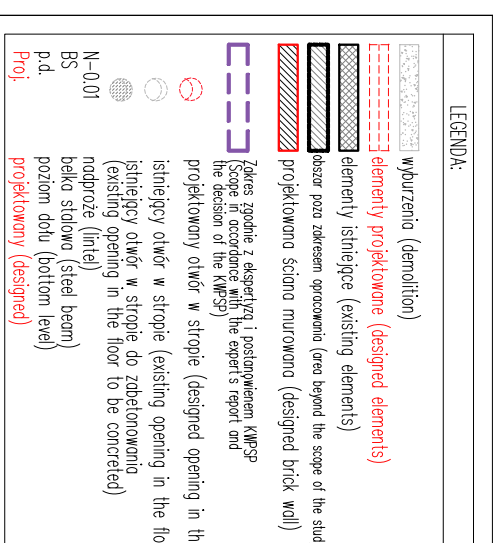 LEGENDA:
wyburzenia (demolition)
elementy projektowane (designed elements)
elementy istniejące (existing elements)
obszar poza zakresem opracowania (area beyond the scope of the stud
projektowana ściana murowana (designed brick wall)
Zakres zgodnie z ekspertyzą i postanowieniem KWPSP
(Scope in accordance with the expert's report and
the decision of the KWPSP)
projektowany otwór w stropie (designed opening in th
istniejący otwór w stropie (existing opening in the flo
istniejący otwór w stropie do zabetonowania
(existing opening in the floor to be concreted)
N-0.01 nadproże (lintel)
BS belka stalowa (steel beam)
p.d. poziom dołu (bottom level)
Proj. projektowany (designed)